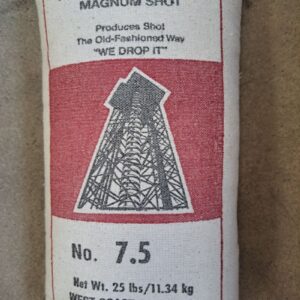 MAGNUM SHOT
Produces Shot
The Old-Fashioned Way
"WE DROP IT"
No. 7.5
Net Wt. 25 lbs/11.34 kg
WEST COAST